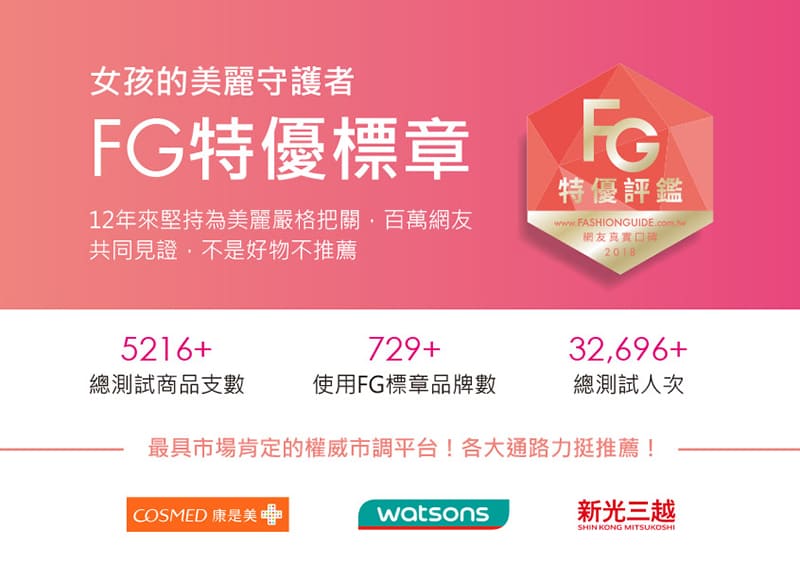 女孩的美麗守護者
FG特優標章
12年來堅持為美麗嚴格把關，百萬網友
共同見證，不是好物不推薦
FG
特優評鑑
www.FASHIONGUIDE.com.tw
網友真實口碑
2018
5216+
729+
32,696+
總測試商品支數
使用FG標章品牌數
總測試人次
最具市場肯定的權威市調平台！各大通路力挺推薦！
COSMED 康是美
watsons
新光三越
SHIN KONG MITSUKOSHI